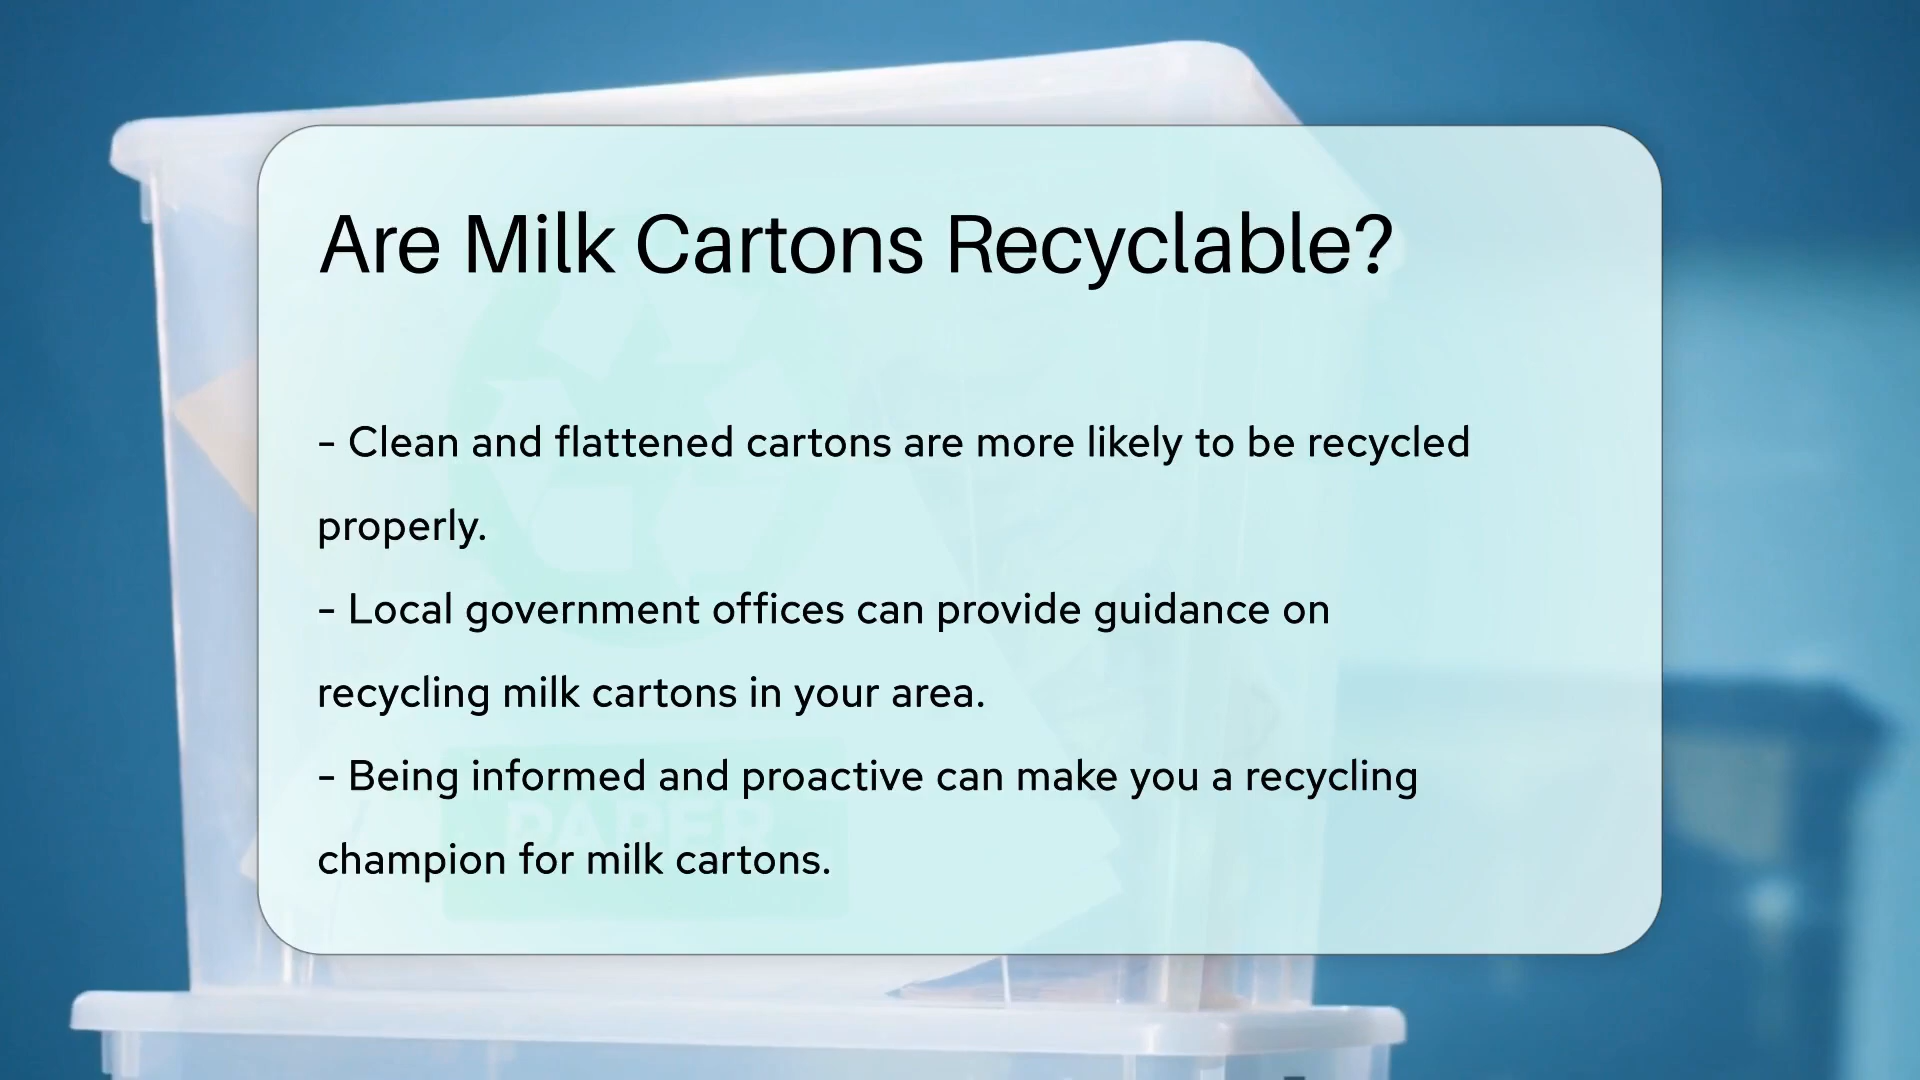 Are Milk Cartons Recyclable?
- Clean and flattened cartons are more likely to be recycled
properly.
- Local government offices can provide guidance on
recycling milk cartons in your area.
- Being informed and proactive can make you a recycling
champion for milk cartons.
PAPER